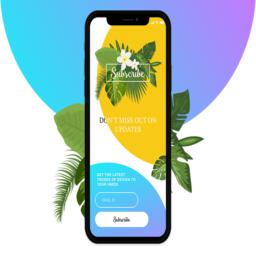 Subscribe
DON'T MISS OUT ON
UPDATES
GET THE LATEST
TRENDS OF DESIGN TO
YOUR INBOX
EMAIL ID
Subscribe